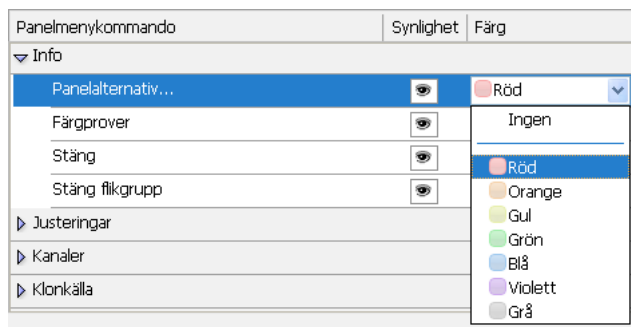 Panelmenykommando Synlighet Färg
Info
Panelalternativ... Röd
Färgprover Ingen
Stäng Röd
Stäng flikgrupp Orange
Justeringar Gul
Kanaler Grön
Klonkälla Blå
Violett
Grå